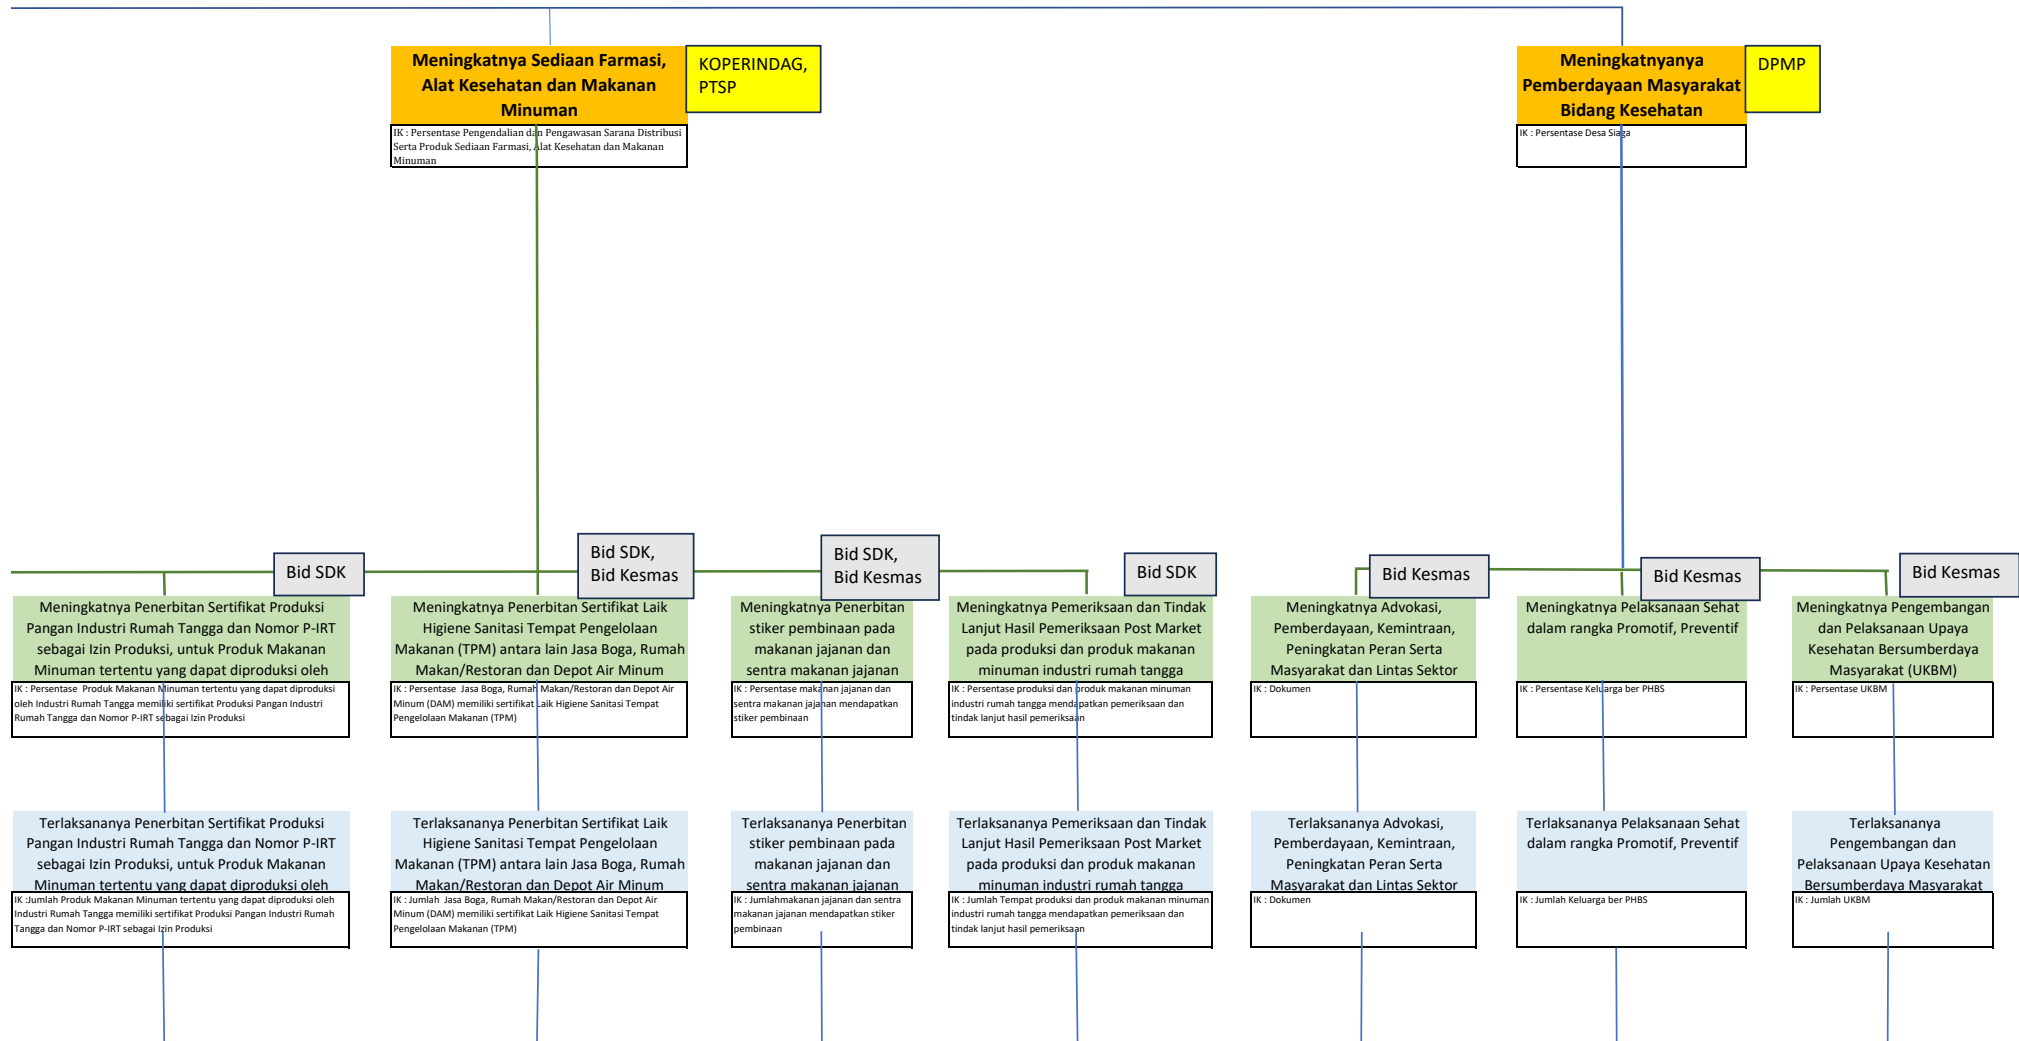 Meningkatnya Sediaan Farmasi,
Alat Kesehatan dan Makanan
Minuman
KOPERINDAG,
PTSP
IK : Persentase Pengendalian dan Pengawasan Sarana Distribusi
Serta Produk Sediaan Farmasi, Alat Kesehatan dan Makanan
Minuman
Meningkatnyanya
Pemberdayaan Masyarakat
Bidang Kesehatan
DPMP
IK : Persentase Desa Siaga
Bid SDK
Meningkatnya Penerbitan Sertifikat Produksi
Pangan Industri Rumah Tangga dan Nomor P-IRT
sebagai Izin Produksi, untuk Produk Makanan
Minuman tertentu yang dapat diproduksi oleh
IK : Persentase  Produk Makanan Minuman tertentu yang dapat diproduksi
oleh Industri Rumah Tangga memiliki sertifikat Produksi Pangan Industri
Rumah Tangga dan Nomor P-IRT sebagai Izin Produksi
Bid SDK,
Bid Kesmas
Meningkatnya Penerbitan Sertifikat Laik
Higiene Sanitasi Tempat Pengelolaan
Makanan (TPM) antara lain Jasa Boga, Rumah
Makan/Restoran dan Depot Air Minum
IK : Persentase  Jasa Boga, Rumah Makan/Restoran dan Depot Air
Minum (DAM) memiliki sertifikat Laik Higiene Sanitasi Tempat
Pengelolaan Makanan (TPM)
Bid SDK,
Bid Kesmas
Meningkatnya Penerbitan
stiker pembinaan pada
makanan jajanan dan
sentra makanan jajanan
IK : Persentase makanan jajanan dan
sentra makanan jajanan mendapatkan
stiker pembinaan
Bid SDK
Meningkatnya Pemeriksaan dan Tindak
Lanjut Hasil Pemeriksaan Post Market
pada produksi dan produk makanan
minuman industri rumah tangga
IK : Persentase produksi dan produk makanan minuman
industri rumah tangga mendapatkan pemeriksaan dan
tindak lanjut hasil pemeriksaan
Bid Kesmas
Meningkatnya Advokasi,
Pemberdayaan, Kemintraan,
Peningkatan Peran Serta
Masyarakat dan Lintas Sektor
IK : Dokumen
Bid Kesmas
Meningkatnya Pelaksanaan Sehat
dalam rangka Promotif, Preventif
IK : Persentase Keluarga ber PHBS
Bid Kesmas
Meningkatnya Pengembangan
dan Pelaksanaan Upaya
Kesehatan Bersumberdaya
Masyarakat (UKBM)
IK : Persentase UKBM
Terlaksananya Penerbitan Sertifikat Produksi
Pangan Industri Rumah Tangga dan Nomor P-IRT
sebagai Izin Produksi, untuk Produk Makanan
Minuman tertentu yang dapat diproduksi oleh
IK :Jumlah Produk Makanan Minuman tertentu yang dapat diproduksi oleh
Industri Rumah Tangga memiliki sertifikat Produksi Pangan Industri Rumah
Tangga dan Nomor P-IRT sebagai Izin Produksi
Terlaksananya Penerbitan Sertifikat Laik
Higiene Sanitasi Tempat Pengelolaan
Makanan (TPM) antara lain Jasa Boga, Rumah
Makan/Restoran dan Depot Air Minum
IK : Jumlah  Jasa Boga, Rumah Makan/Restoran dan Depot Air
Minum (DAM) memiliki sertifikat Laik Higiene Sanitasi Tempat
Pengelolaan Makanan (TPM)
Terlaksananya Penerbitan
stiker pembinaan pada
makanan jajanan dan
sentra makanan jajanan
IK : Jumlahmakanan jajanan dan sentra
makanan jajanan mendapatkan stiker
pembinaan
Terlaksananya Pemeriksaan dan Tindak
Lanjut Hasil Pemeriksaan Post Market
pada produksi dan produk makanan
minuman industri rumah tangga
IK : Jumlah Tempat produksi dan produk makanan minuman
industri rumah tangga mendapatkan pemeriksaan dan
tindak lanjut hasil pemeriksaan
Terlaksananya Advokasi,
Pemberdayaan, Kemintraan,
Peningkatan Peran Serta
Masyarakat dan Lintas Sektor
IK : Dokumen
Terlaksananya Pelaksanaan Sehat
dalam rangka Promotif, Preventif
IK : Jumlah Keluarga ber PHBS
Terlaksananya
Pengembangan dan
Pelaksanaan Upaya Kesehatan
Bersumberdaya Masyarakat
IK : Jumlah UKBM